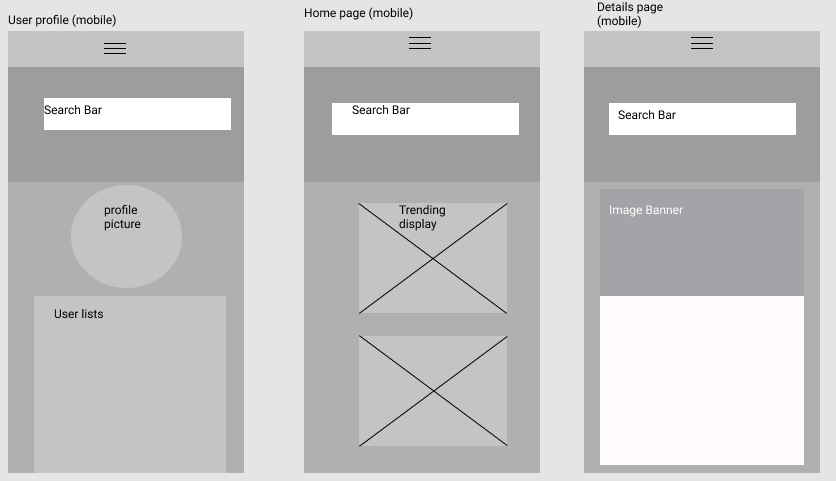 User profile (mobile)
Search Bar
profile
picture
User lists
Home page (mobile)
Search Bar
Trending
display
Details page
(mobile)
Search Bar
Image Banner